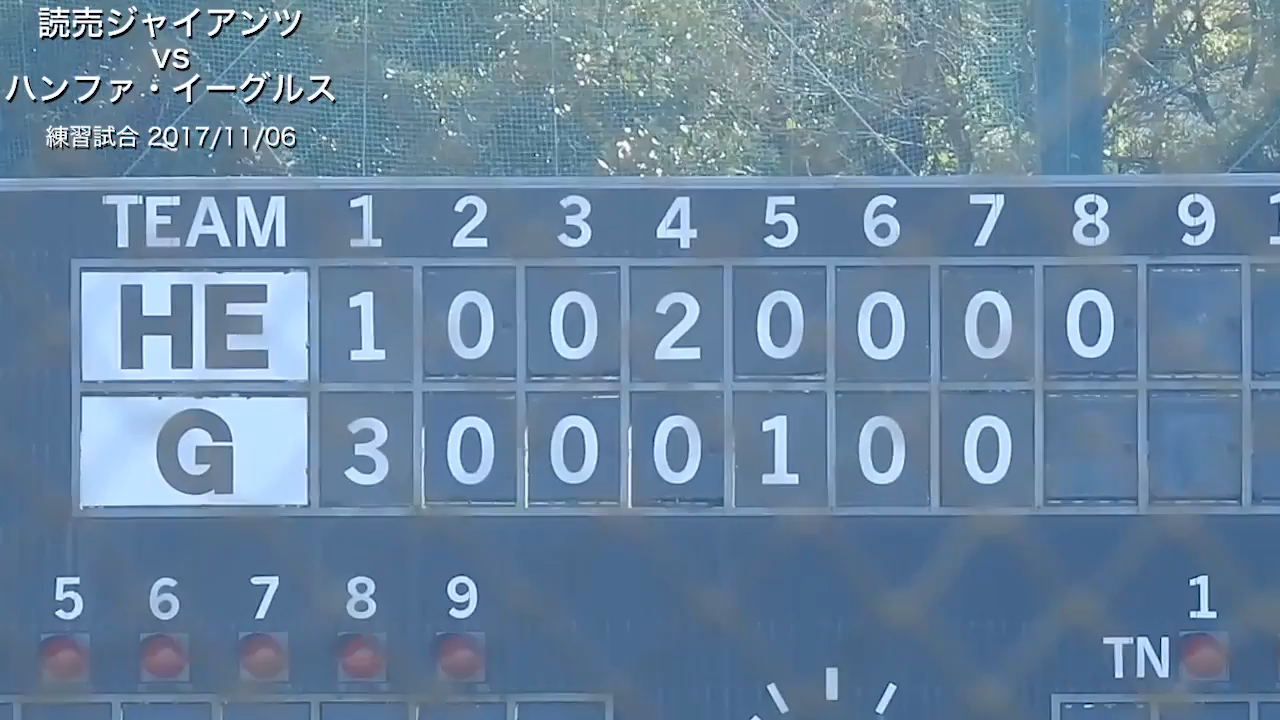 読売ジャイアンツ
vs
ハンファ・イーグルス
練習試合 2017/11/06
TEAM 1 2 3 4 5 6 7 8 9
HE 1 0 0 2 0 0 0 0
G 3 0 0 0 1 0 0
5 6 7 8 9
1
TN